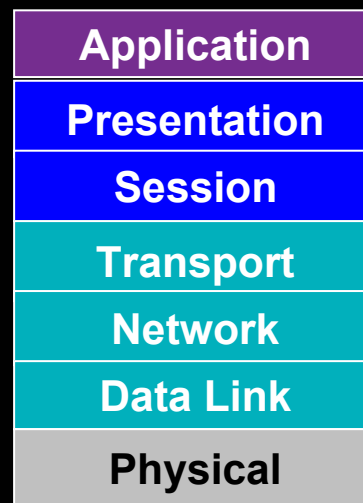 Application
Presentation
Session
Transport
Network
Data Link
Physical